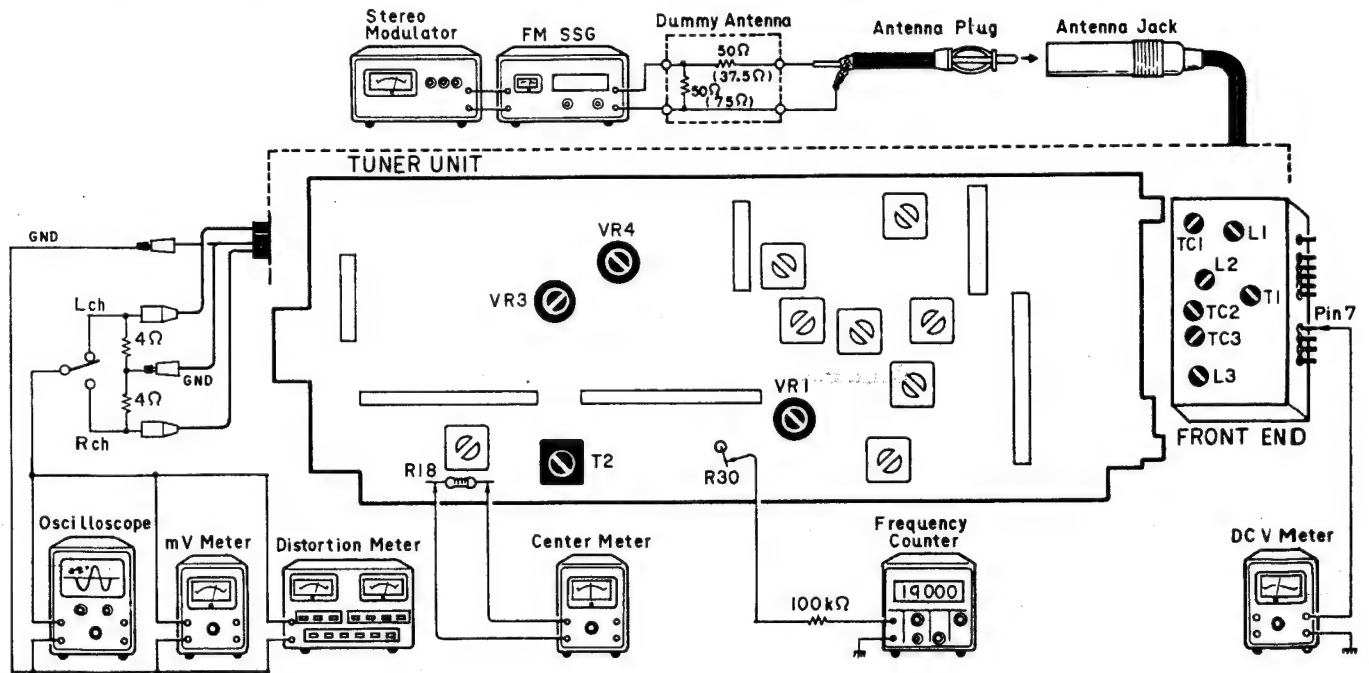 Stereo
Modulator
FM SSG
Dummy Antenna
Antenna Plug
Antenna Jack
50Ω
(37.5Ω)
50Ω
(75Ω)
TUNER UNIT
GND
Lch
4Ω
GND
4Ω
Rch
VR4
VR3
VR1
TC1
L1
L2
T1
TC2
TC3
L3
Pin7
FRONT END
R18
T2
R30
Oscilloscope
mV Meter
Distortion Meter
Center Meter
100kΩ
Frequency
Counter
19000
DC V Meter